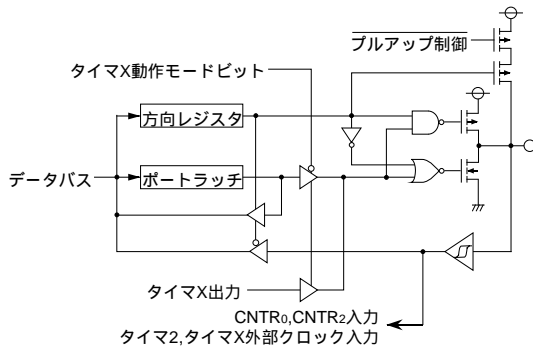 プルアップ制御
タイマX動作モードビット
方向レジスタ
データバス
ポートラッチ
タイマX出力
CNTR0,CNTR2入力
タイマ2,タイマX外部クロック入力